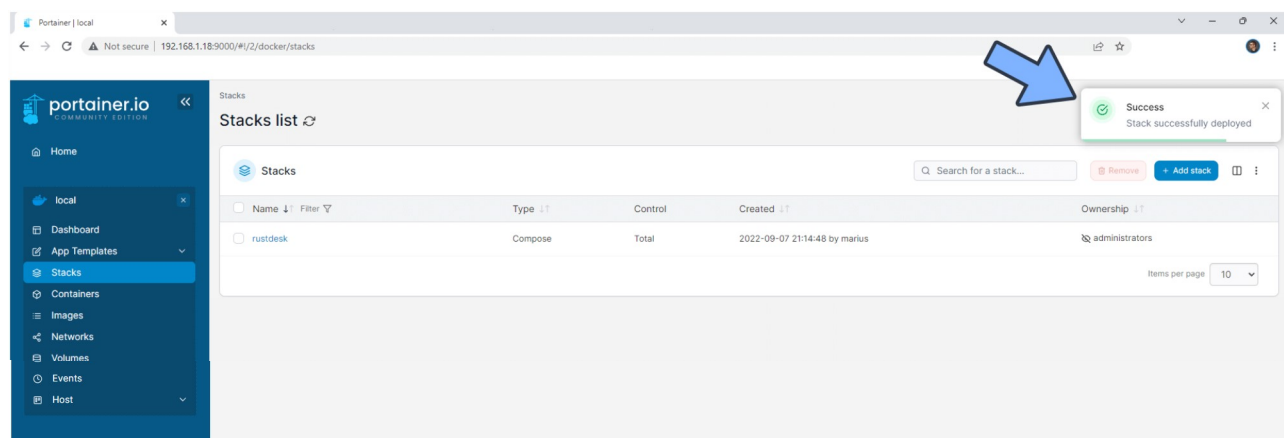 Portainer | local
Not secure | 192.168.1.18:9000/#!/2/docker/stacks
portainer.io
COMMUNITY EDITION
Home
local
Dashboard
App Templates
Stacks
Containers
Images
Networks
Volumes
Events
Host
Stacks
Stacks list
Success
Stack successfully deployed
Stacks
Search for a stack...
Remove
+ Add stack
Name Filter Type Control Created Ownership
rustdesk Compose Total 2022-09-07 21:14:48 by marius administrators
Items per page 10